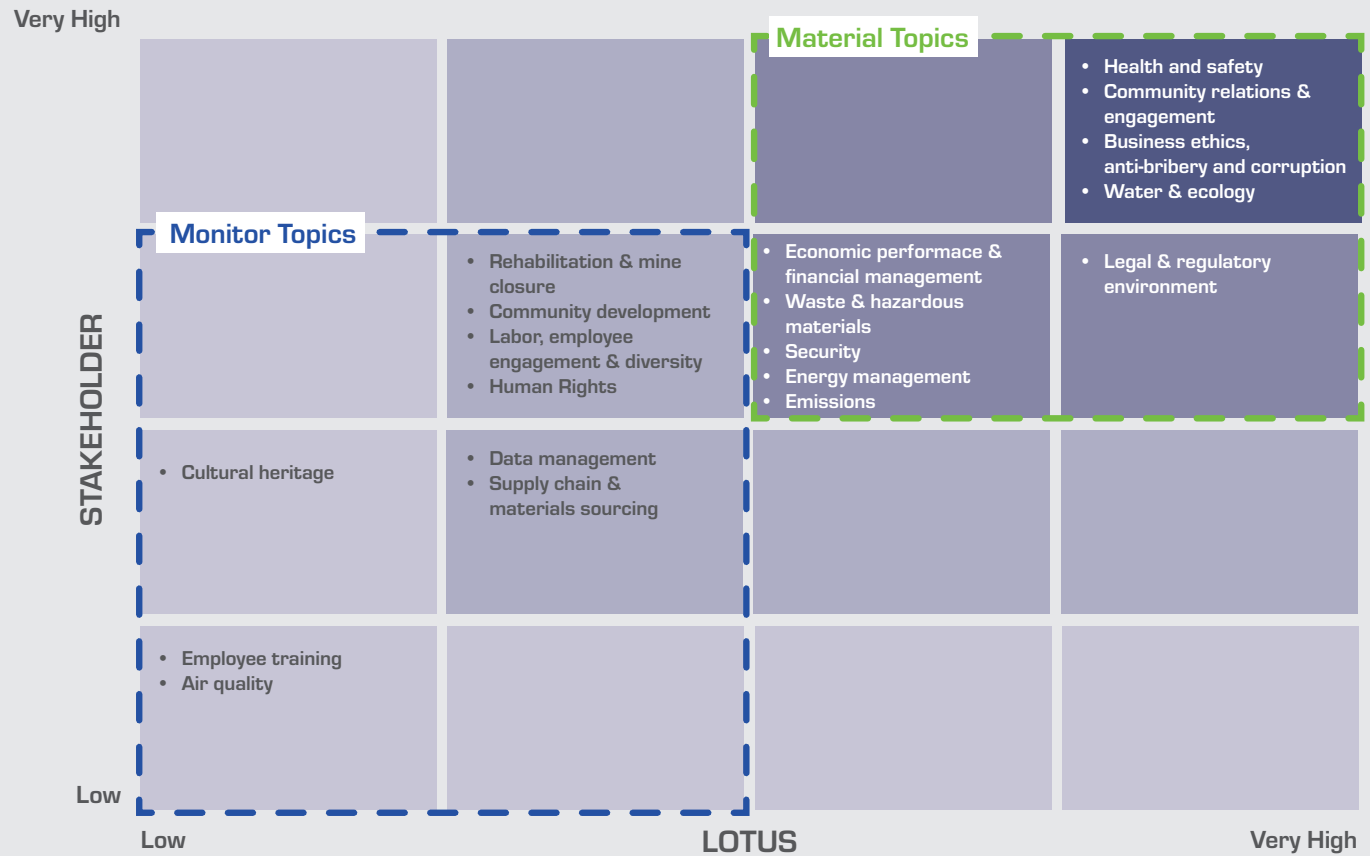 Very High
Material Topics
• Health and safety
• Community relations &
engagement
• Business ethics,
anti-bribery and corruption
• Water & ecology
Monitor Topics
• Rehabilitation & mine
closure
• Community development
• Labor, employee
engagement & diversity
• Human Rights
• Economic performace &
financial management
• Waste & hazardous
materials
• Security
• Energy management
• Emissions
• Legal & regulatory
environment
STAKEHOLDER
• Cultural heritage
• Data management
• Supply chain &
materials sourcing
• Employee training
• Air quality
Low
Low
LOTUS
Very High